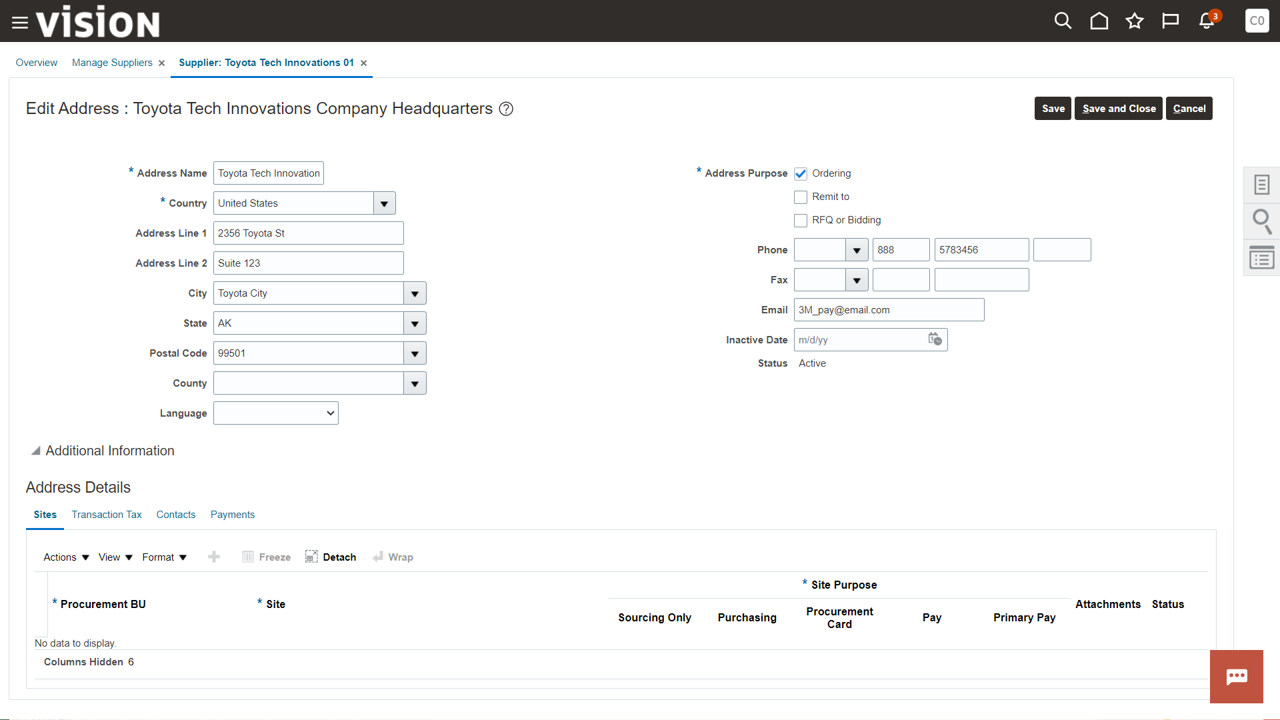 vision
3
CO
Overview
Manage Suppliers ×
Supplier: Toyota Tech Innovations 01 ×
Edit Address : Toyota Tech Innovations Company Headquarters ?
Save
Save and Close
Cancel
* Address Name Toyota Tech Innovation
* Country United States
Address Line 1 2356 Toyota St
Address Line 2 Suite 123
City Toyota City
State AK
Postal Code 99501
County
Language
* Address Purpose Ordering
Remit to
RFQ or Bidding
Phone 888 5783456
Fax
Email 3M_pay@email.com
Inactive Date m/d/yy
Status Active
Additional Information
Address Details
Sites Transaction Tax Contacts Payments
Actions View Format Freeze Detach Wrap
* Procurement BU
* Site
* Site Purpose
Sourcing Only
Purchasing
Procurement
Card
Pay
Primary Pay
Attachments
Status
No data to display.
Columns Hidden 6